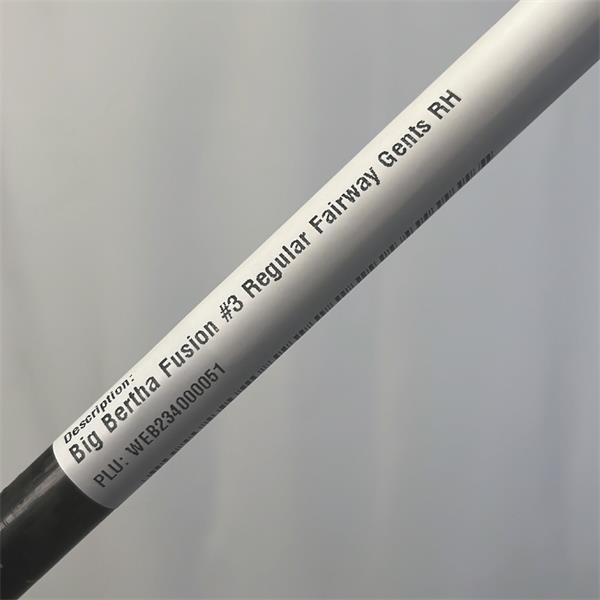 Description:
Big Bertha Fusion #3 Regular Fairway Gents RH
PLU: WEB234000051